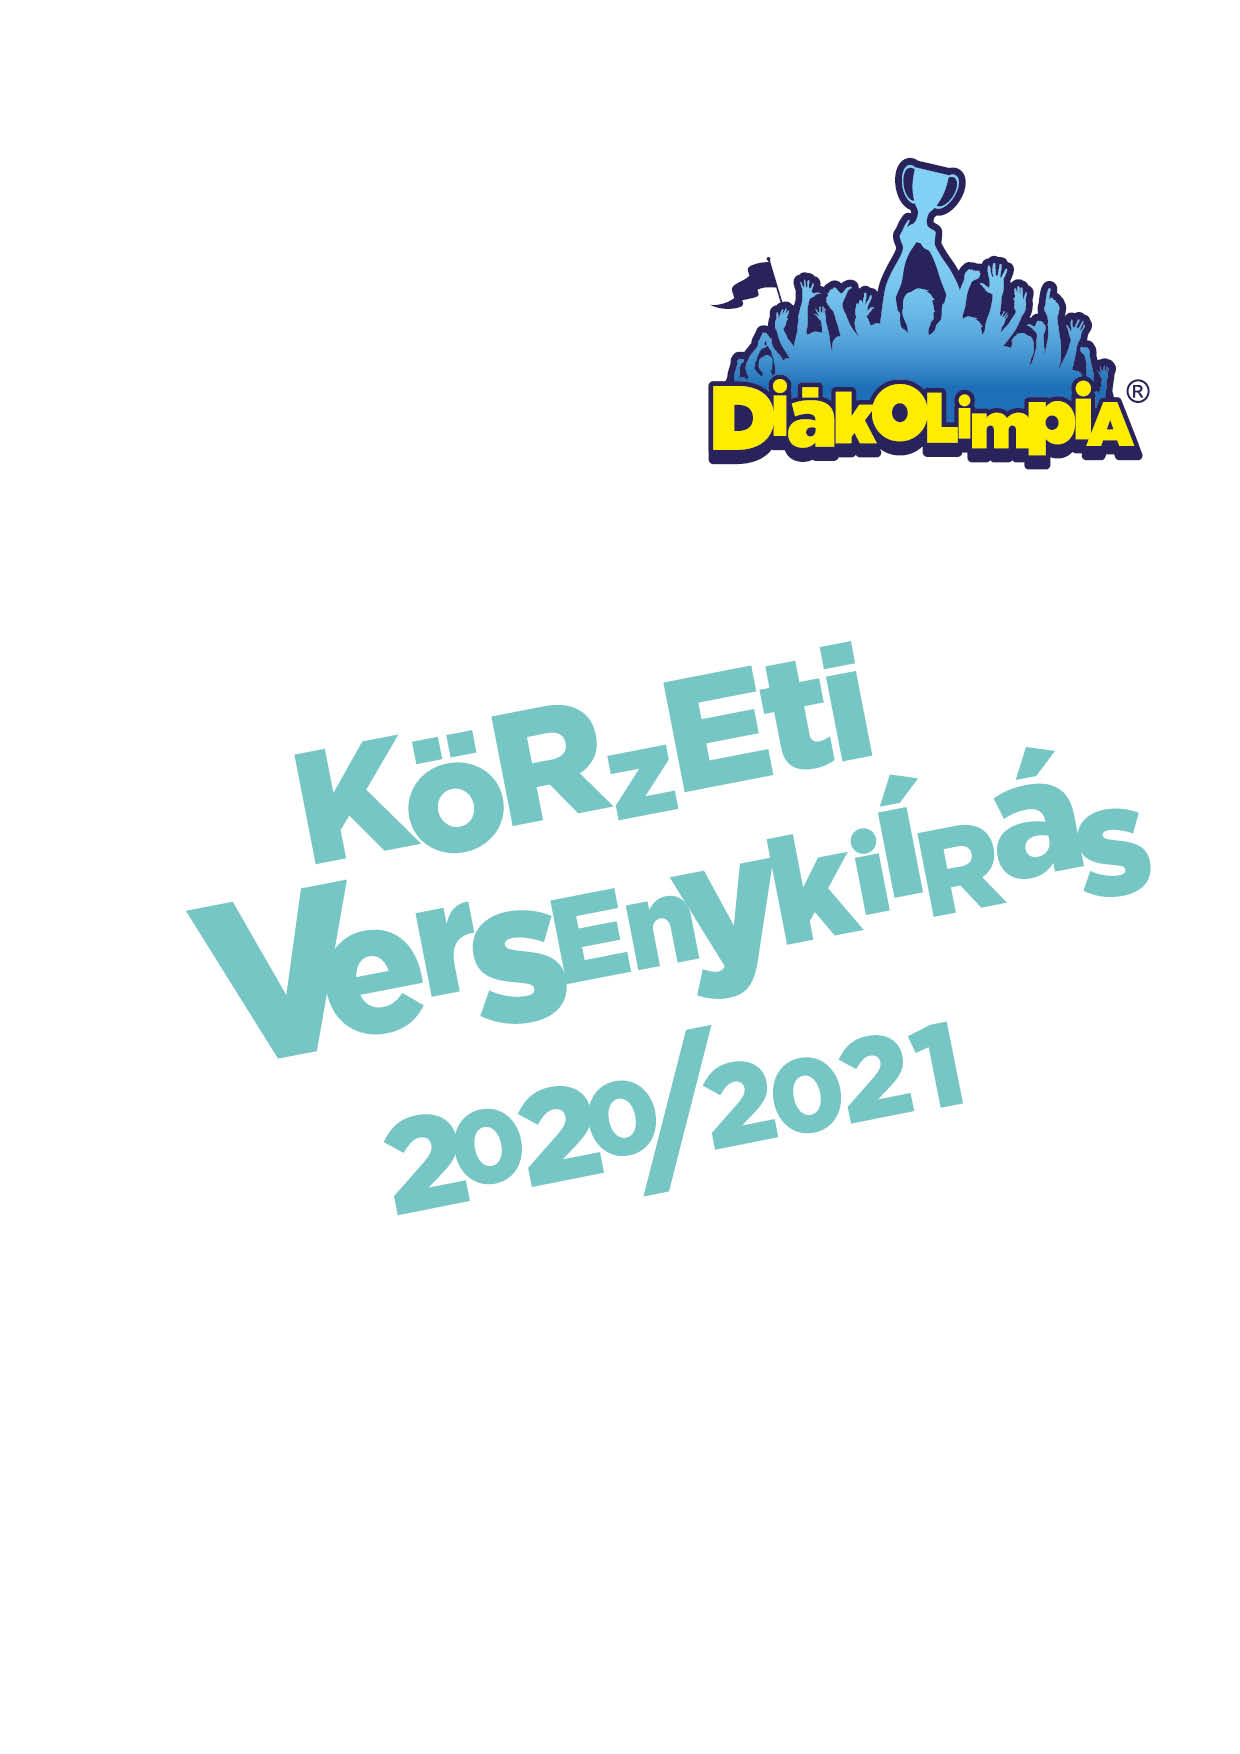 DiákOLimpiA®
KöRzEti
VersEnykiÍRás
2020/2021